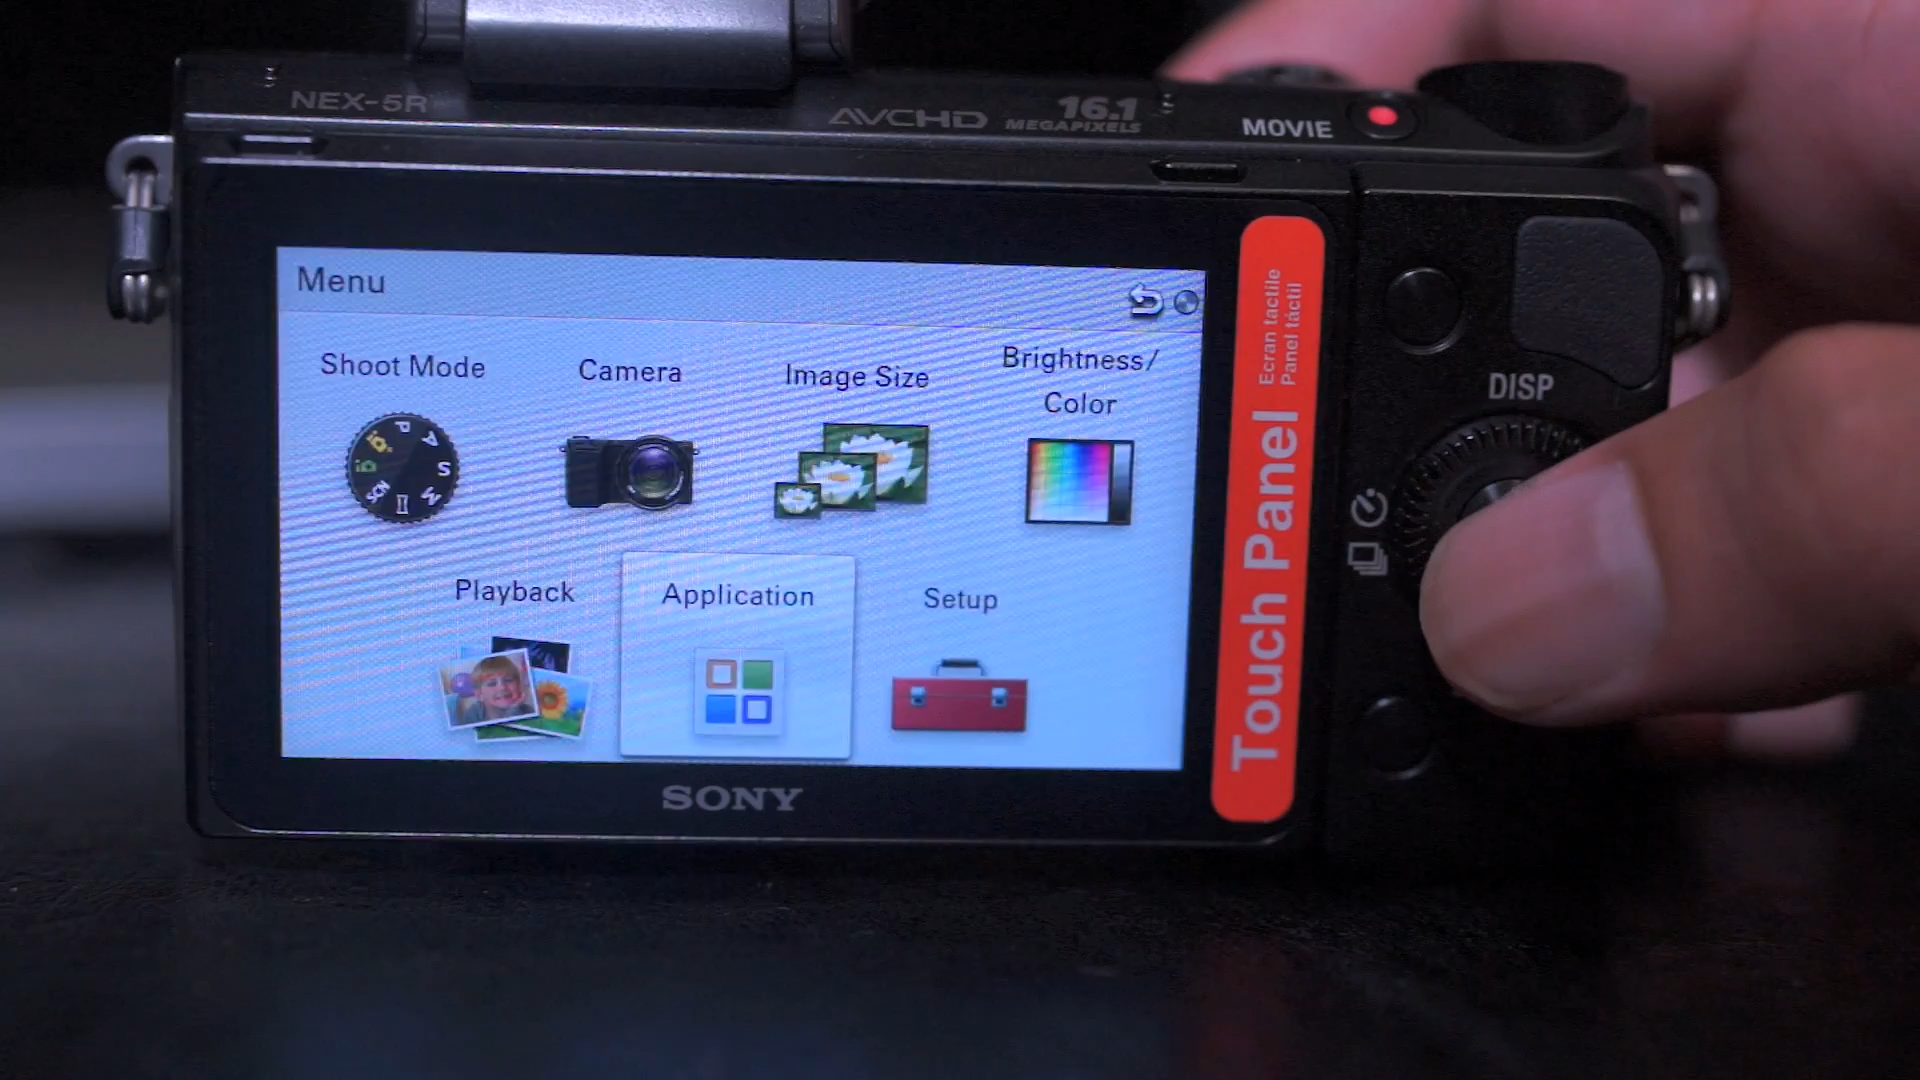 NEX-5R
AVCHD
16.1
MEGAPIXELS
MOVIE
Menu
Shoot Mode
Camera
Image Size
Brightness/
Color
P
A
S
M
SCN
Playback
Application
Setup
SONY
Touch Panel
Ecran tactile
Panel táctil
DISP